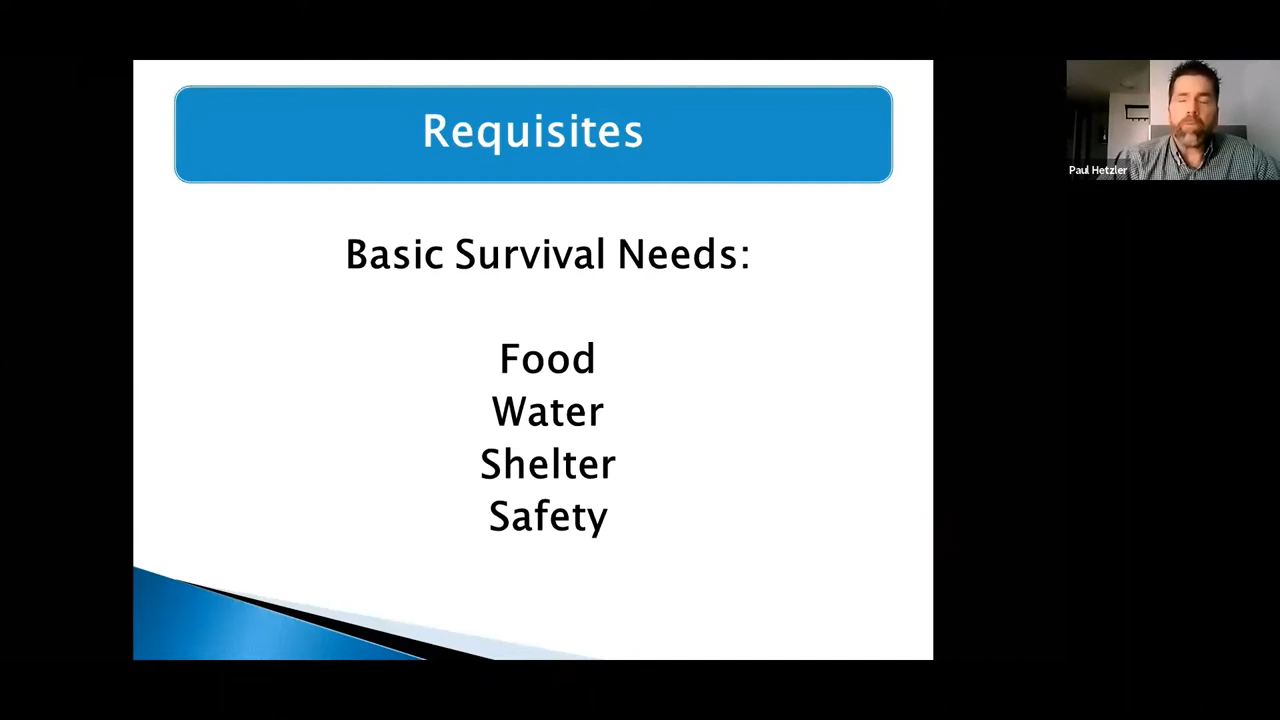 Requisites
Basic Survival Needs:
Food
Water
Shelter
Safety
Paul Hetzler